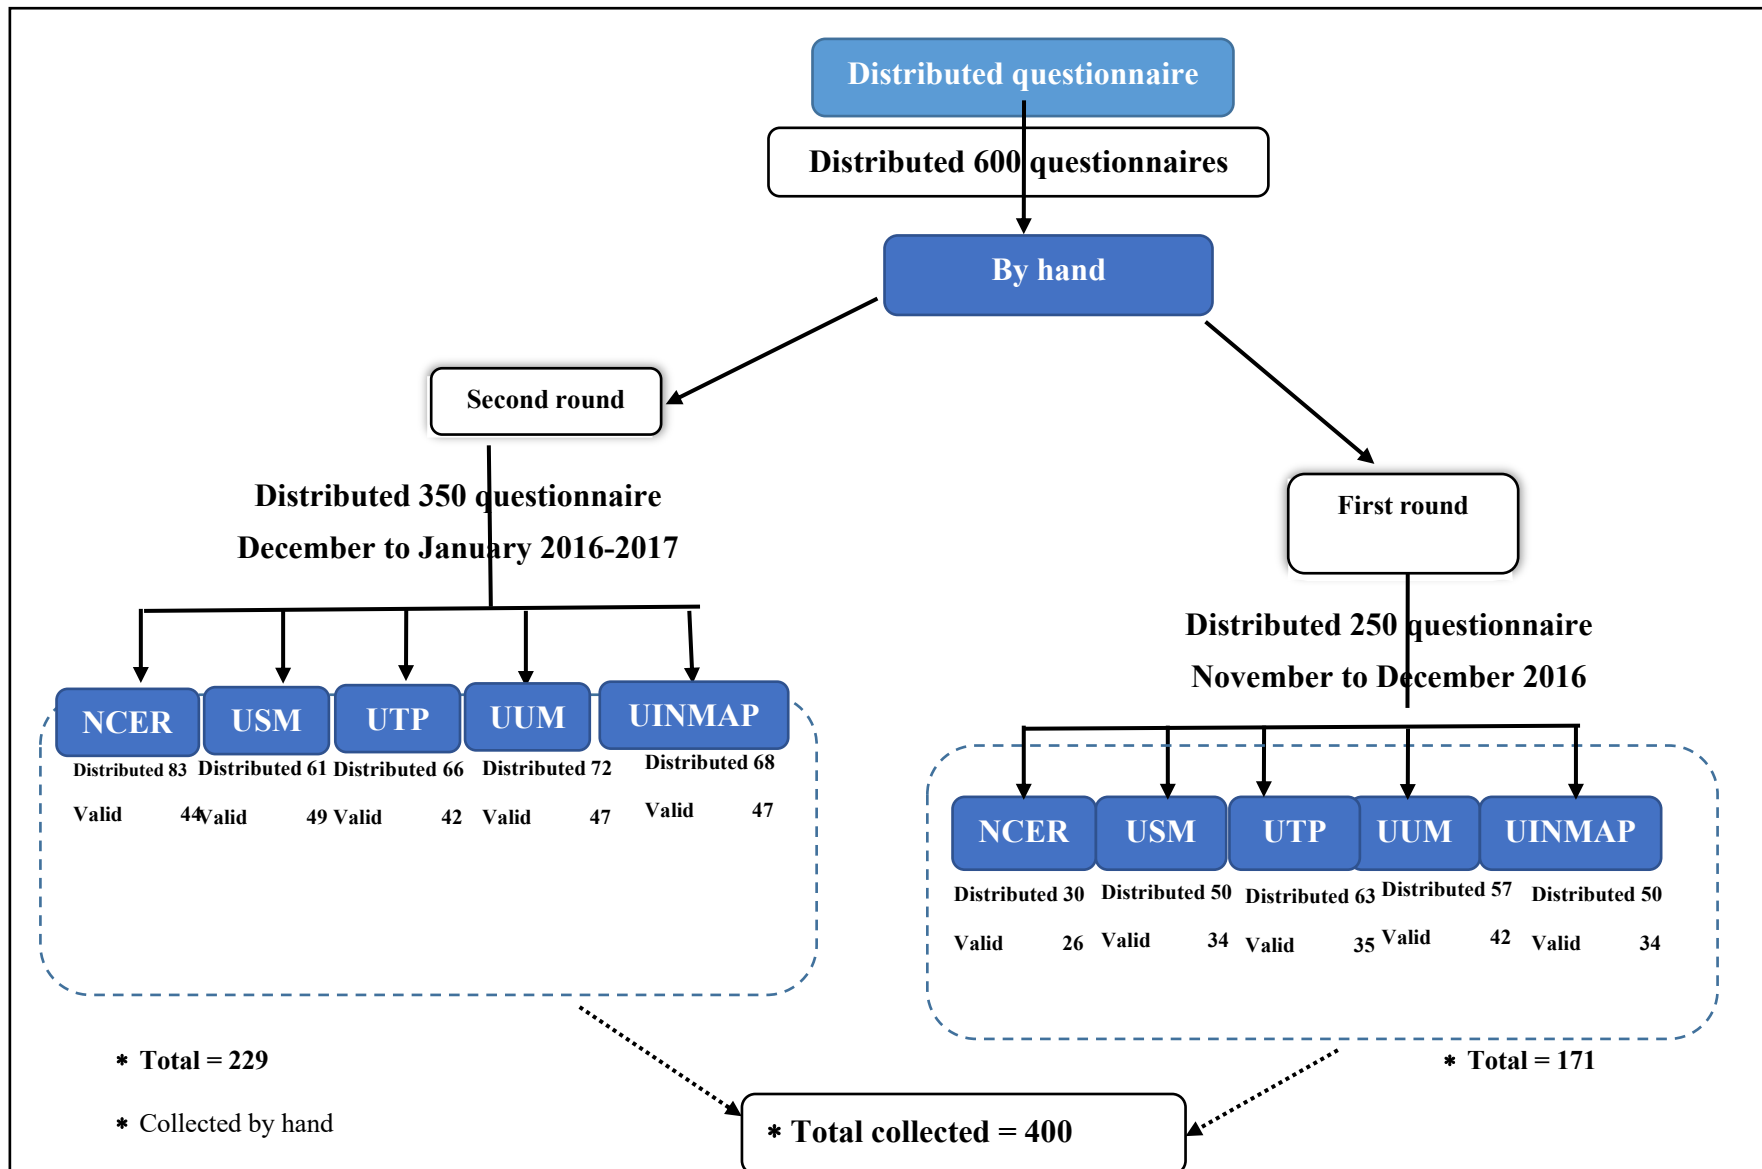 Distributed questionnaire
Distributed 600 questionnaires
By hand
Second round
Distributed 350 questionnaire
December to January 2016-2017
NCER USM UTP UUM UINMAP
Distributed 83 Distributed 61 Distributed 66 Distributed 72 Distributed 68
Valid 44 Valid 49 Valid 42 Valid 47 Valid 47
First round
Distributed 250 questionnaire
November to December 2016
NCER USM UTP UUM UINMAP
Distributed 30 Distributed 50 Distributed 63 Distributed 57 Distributed 50
Valid 26 Valid 34 Valid 35 Valid 42 Valid 34
* Total = 229
* Collected by hand
* Total = 171
* Total collected = 400